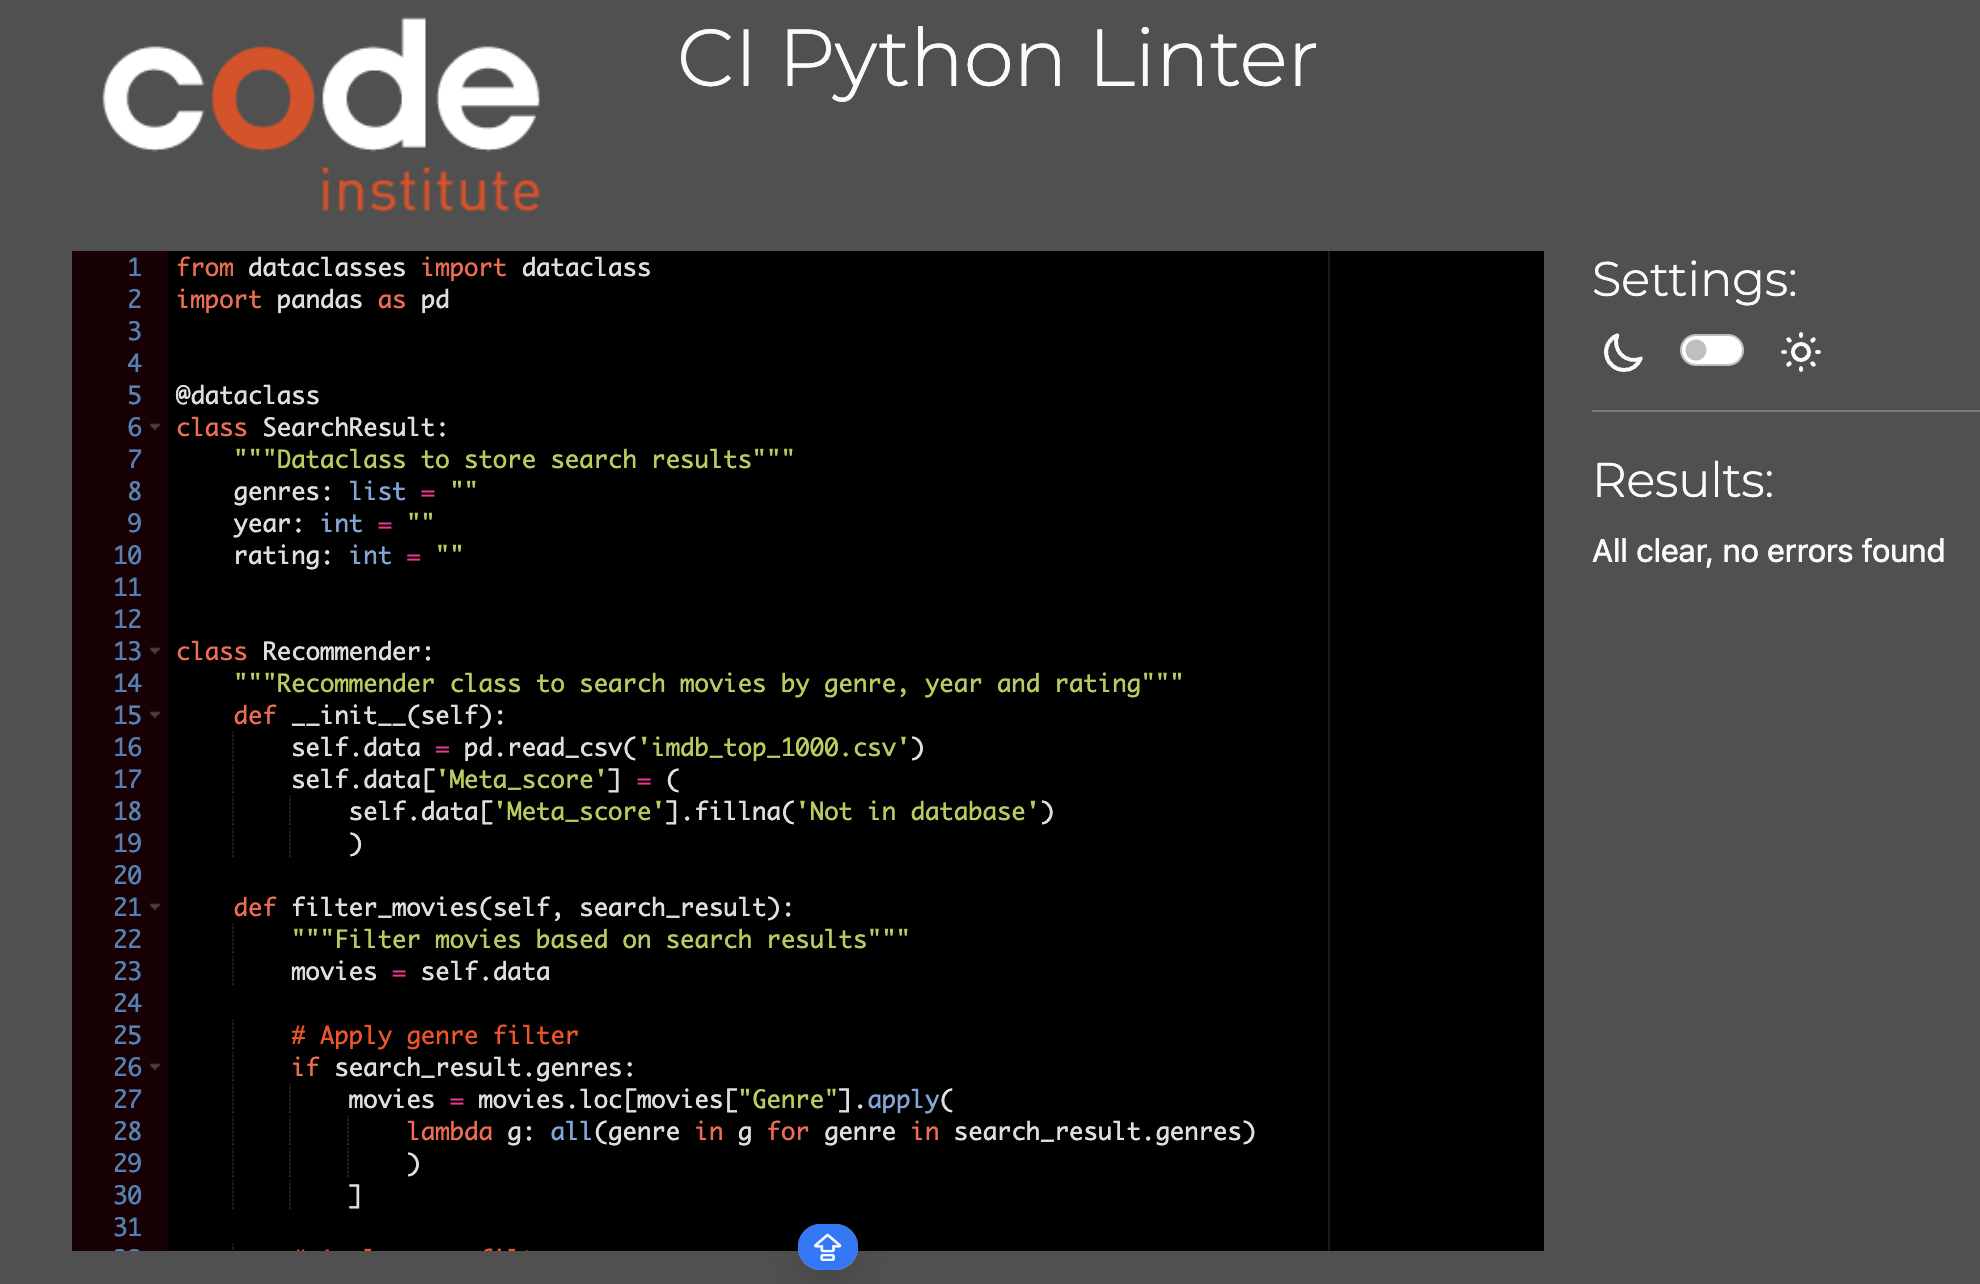 code
institute
CI Python Linter
1 from dataclasses import dataclass
2 import pandas as pd
3
4
5 @dataclass
6 class SearchResult:
7     """Dataclass to store search results"""
8     genres: list = ""
9     year: int = ""
10     rating: int = ""
11
12
13 class Recommender:
14     """Recommender class to search movies by genre, year and rating"""
15     def __init__(self):
16         self.data = pd.read_csv('imdb_top_1000.csv')
17         self.data['Meta_score'] = (
18             self.data['Meta_score'].fillna('Not in database')
19             )
20
21     def filter_movies(self, search_result):
22         """Filter movies based on search results"""
23         movies = self.data
24
25         # Apply genre filter
26         if search_result.genres:
27             movies = movies.loc[movies["Genre"].apply(
28                 lambda g: all(genre in g for genre in search_result.genres)
29                 )
30             ]
31
Settings:
Results:
All clear, no errors found